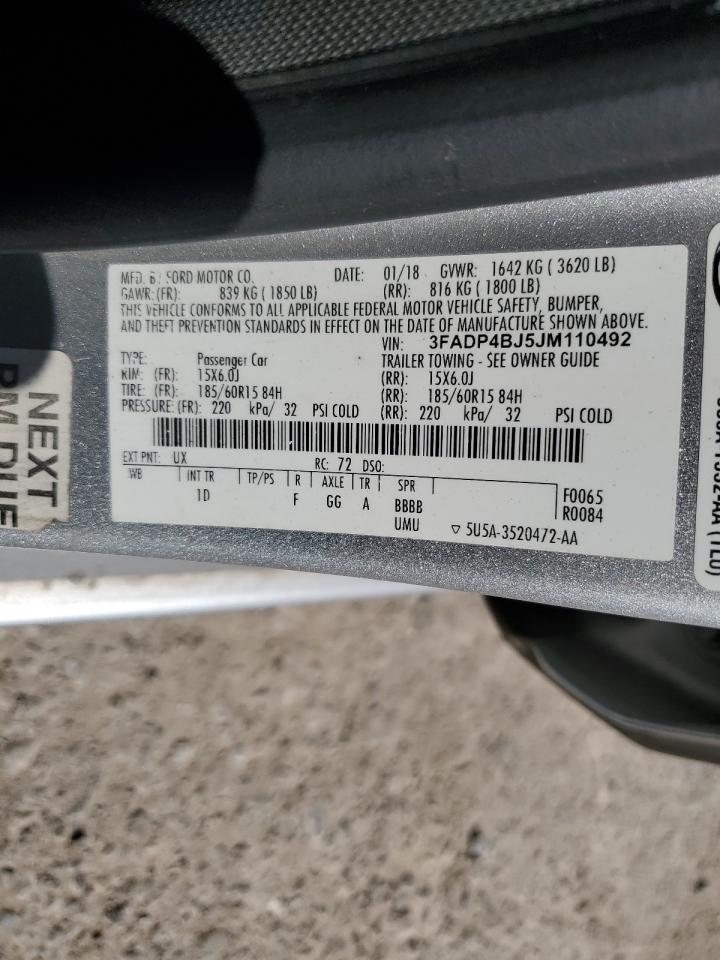 MFD. BY FORD MOTOR CO. DATE: 01/18 GVWR: 1642 KG ( 3620 LB)
GAWR: (FR): 839 KG ( 1850 LB) (RR): 816 KG ( 1800 LB)
THIS VEHICLE CONFORMS TO ALL APPLICABLE FEDERAL MOTOR VEHICLE SAFETY, BUMPER,
AND THEFT PREVENTION STANDARDS IN EFFECT ON THE DATE OF MANUFACTURE SHOWN ABOVE.
VIN: 3FADP4BJ5JM110492
TYPE: Passenger Car TRAILER TOWING - SEE OWNER GUIDE
RIM: (FR): 15X6.0J (RR): 15X6.0J
TIRE: (FR): 185/60R15 84H (RR): 185/60R15 84H
PRESSURE: (FR): 220 kPa/ 32 PSI COLD (RR): 220 kPa/ 32 PSI COLD
EXT PNT: UX RC: 72 DSO:
WB INT TR TP/PS R AXLE TR SPR
1D F GG A BBBB F0065
UMU R0084
▽ 5U5A-3520472-AA
NEXT
PM DUE
(TL0)